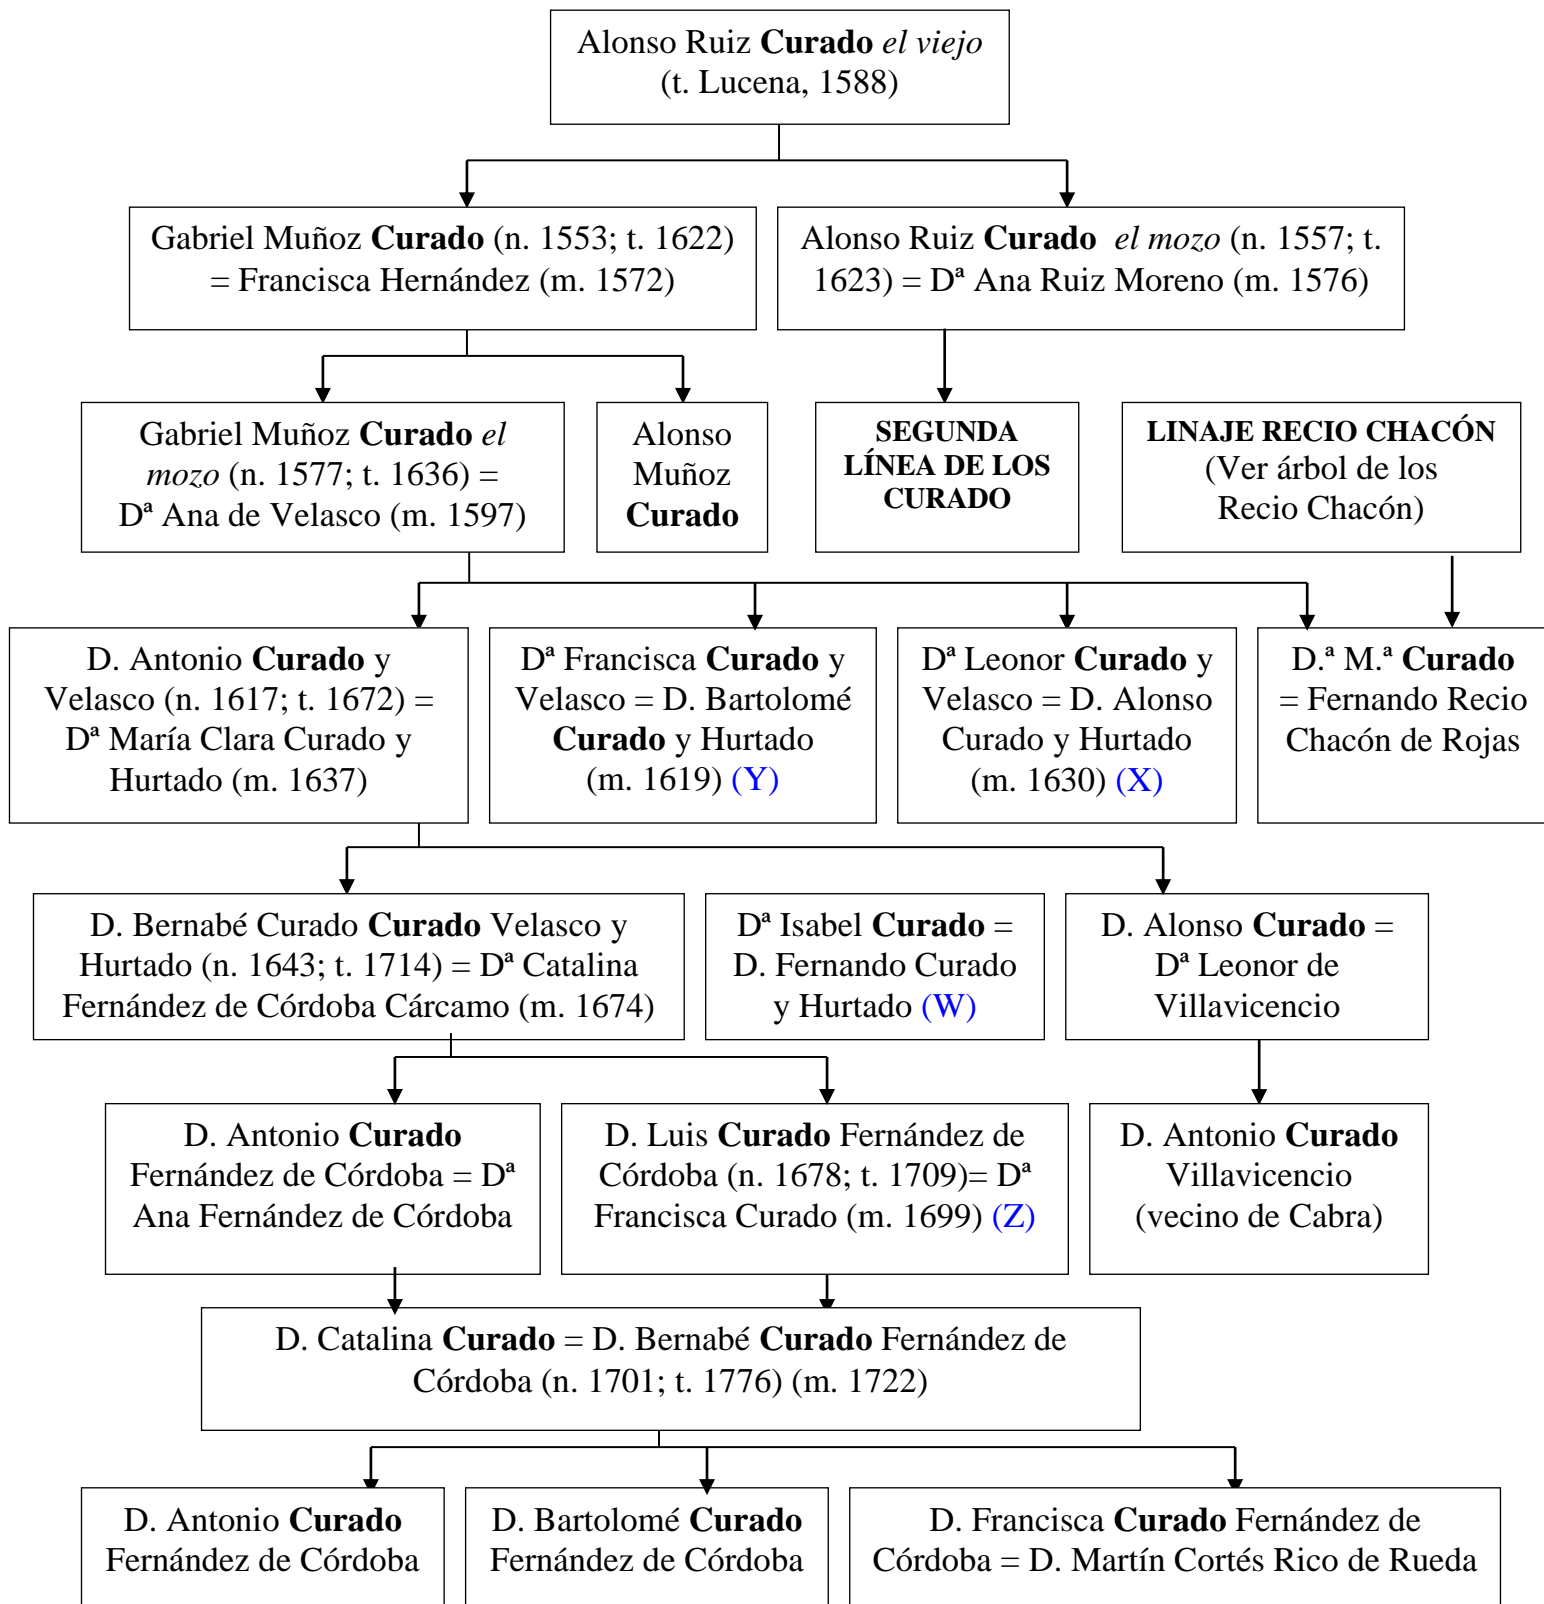 Alonso Ruiz Curado el viejo
(t. Lucena, 1588)
Gabriel Muñoz Curado (n. 1553; t. 1622)
= Francisca Hernández (m. 1572)
Alonso Ruiz Curado el mozo (n. 1557; t.
1623) = Dª Ana Ruiz Moreno (m. 1576)
Gabriel Muñoz Curado el
mozo (n. 1577; t. 1636) =
Dª Ana de Velasco (m. 1597)
Alonso
Muñoz
Curado
SEGUNDA
LÍNEA DE LOS
CURADO
LINAJE RECIO CHACÓN
(Ver árbol de los
Recio Chacón)
D. Antonio Curado y
Velasco (n. 1617; t. 1672) =
Dª María Clara Curado y
Hurtado (m. 1637)
Dª Francisca Curado y
Velasco = D. Bartolomé
Curado y Hurtado
(m. 1619) (Y)
Dª Leonor Curado y
Velasco = D. Alonso
Curado y Hurtado
(m. 1630) (X)
D.ª M.ª Curado
= Fernando Recio
Chacón de Rojas
D. Bernabé Curado Curado Velasco y
Hurtado (n. 1643; t. 1714) = Dª Catalina
Fernández de Córdoba Cárcamo (m. 1674)
Dª Isabel Curado =
D. Fernando Curado
y Hurtado (W)
D. Alonso Curado =
Dª Leonor de
Villavicencio
D. Antonio Curado
Fernández de Córdoba = Dª
Ana Fernández de Córdoba
D. Luis Curado Fernández de
Córdoba (n. 1678; t. 1709)= Dª
Francisca Curado (m. 1699) (Z)
D. Antonio Curado
Villavicencio
(vecino de Cabra)
D. Catalina Curado = D. Bernabé Curado Fernández de
Córdoba (n. 1701; t. 1776) (m. 1722)
D. Antonio Curado
Fernández de Córdoba
D. Bartolomé Curado
Fernández de Córdoba
D. Francisca Curado Fernández de
Córdoba = D. Martín Cortés Rico de Rueda